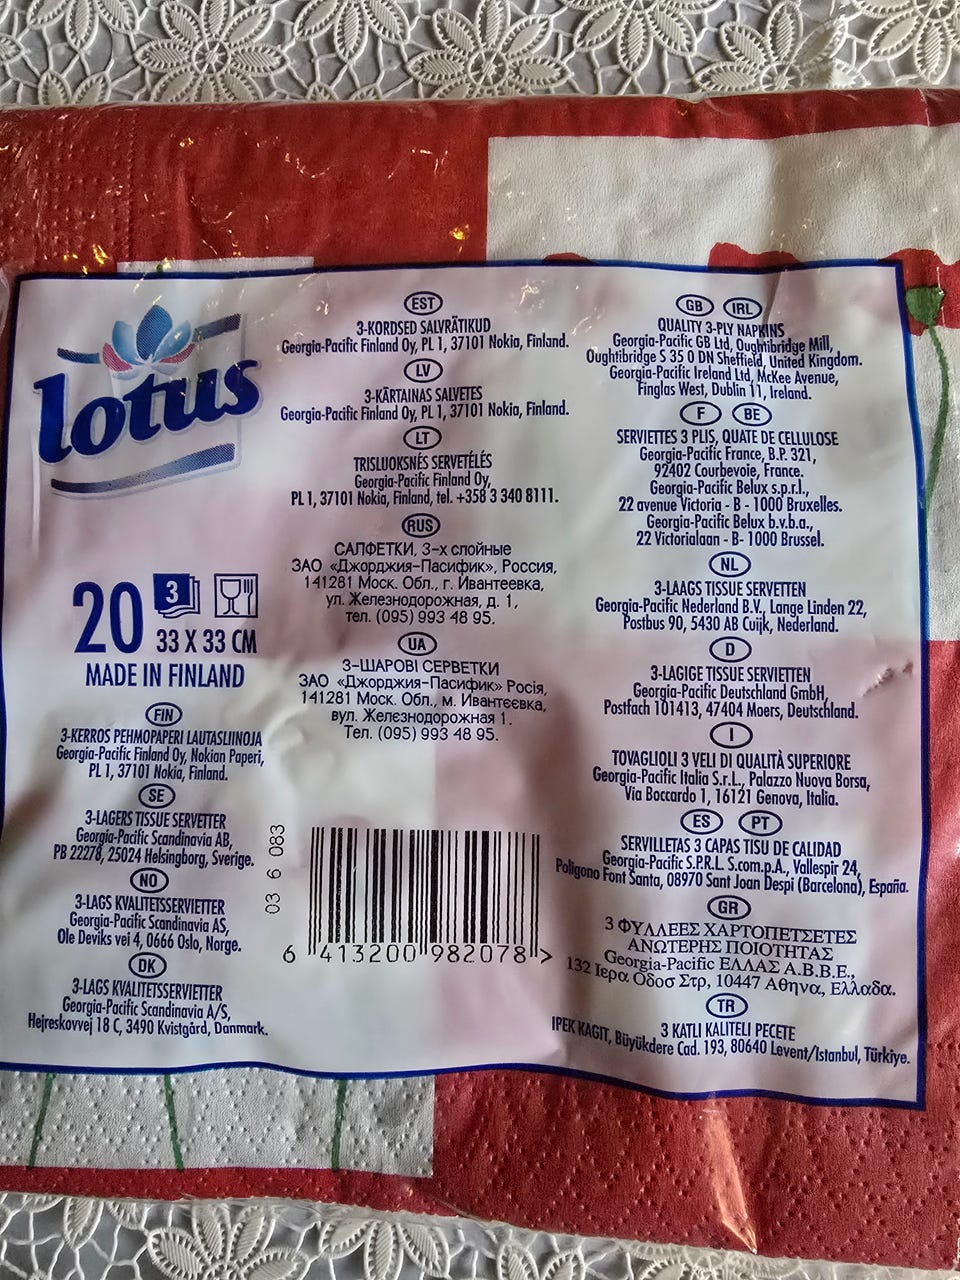 lotus
20 3
33 X 33 CM
MADE IN FINLAND
FIN
3-KERROS PEHMOPAPERI LAUTASLIINOJA
Georgia-Pacific Finland Oy, Nokian Paperi,
PL 1, 37101 Nokia, Finland.
SE
3-LAGERS TISSUE SERVETTER
Georgia-Pacific Scandinavia AB,
PB 22278, 25024 Helsingborg, Sverige.
NO
3-LAGS KVALITETSSERVIETTER
Georgia-Pacific Scandinavia AS,
Ole Deviks vei 4, 0666 Oslo, Norge.
DK
3-LAGS KVALITETSSERVIETTER
Georgia-Pacific Scandinavia A/S,
Hejreskovvej 18 C, 3490 Kvistgård, Danmark.
EST
3-KORDSED SALVRÄTIKUD
Georgia-Pacific Finland Oy, PL 1, 37101 Nokia, Finland.
LV
3-KĀRTAINAS SALVETES
Georgia-Pacific Finland Oy, PL 1, 37101 Nokia, Finland.
LT
TRISLUOKSNÉS SERVETÉLÉS
Georgia-Pacific Finland Oy,
PL 1, 37101 Nokia, Finland, tel. +358 3 340 8111.
RUS
САЛФЕТКИ, 3-х слойные
ЗАО «Джорджия-Пасифик», Россия,
141281 Моск. Обл., г. Ивантеевка,
ул. Железнодорожная, д. 1,
тел. (095) 993 48 95.
UA
3-ШАРОВІ СЕРВЕТКИ
ЗАО «Джорджия-Пасифик» Росія,
141281 Моск. Обл., м. Івантєєвка,
вул. Желєзнодорожная 1.
Тел. (095) 993 48 95.
03 6 083
6 413200 982078 >
GB IRL
QUALITY 3-PLY NAPKINS
Georgia-Pacific GB Ltd, Oughtibridge Mill,
Oughtibridge S 35 0 DN Sheffield, United Kingdom.
Georgia-Pacific Ireland Ltd, McKee Avenue,
Finglas West, Dublin 11, Ireland.
F BE
SERVIETTES 3 PLIS, QUATE DE CELLULOSE
Georgia-Pacific France, B.P. 321,
92402 Courbevoie, France.
Georgia-Pacific Belux s.p.r.l.,
22 avenue Victoria - B - 1000 Bruxelles.
Georgia-Pacific Belux b.v.b.a.,
22 Victorialaan - B- 1000 Brussel.
NL
3-LAAGS TISSUE SERVETTEN
Georgia-Pacific Nederland B.V., Lange Linden 22,
Postbus 90, 5430 AB Cuijk, Nederland.
D
3-LAGIGE TISSUE SERVIETTEN
Georgia-Pacific Deutschland GmbH,
Postfach 101413, 47404 Moers, Deutschland.
I
TOVAGLIOLI 3 VELI DI QUALITÀ SUPERIORE
Georgia-Pacific Italia S.r.L., Palazzo Nuova Borsa,
Via Boccardo 1, 16121 Genova, Italia.
ES PT
SERVILLETAS 3 CAPAS TISU DE CALIDAD
Georgia-Pacific S.P.R.L. S.com.p.A., Vallespir 24,
Poligono Font Santa, 08970 Sant Joan Despi (Barcelona), España.
GR
3 ΦΥΛΛΕΕΣ ΧΑΡΤΟΠΕΤΣΕΤΕΣ
ΑΝΩΤΕΡΗΣ ΠΟΙΟΤΗΤΑΣ
Georgia-Pacific ΕΛΛΑΣ Α.Β.Β.Ε.,
132 Ιερα Οδοσ Στρ, 10447 Αθηνα, Ελλαδα.
TR
3 KATLI KALITELI PECETE
IPEK KAGIT, Büyükdere Cad. 193, 80640 Levent/Istanbul, Türkiye.